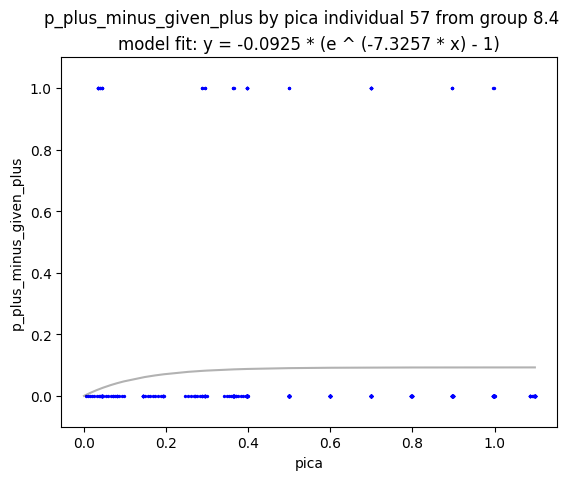 p_plus_minus_given_plus by pica individual 57 from group 8.4
model fit: y = -0.0925 * (e ^ (-7.3257 * x) - 1)
1.0
0.8
0.6
0.4
0.2
0.0
p_plus_minus_given_plus
0.0 0.2 0.4 0.6 0.8 1.0
pica